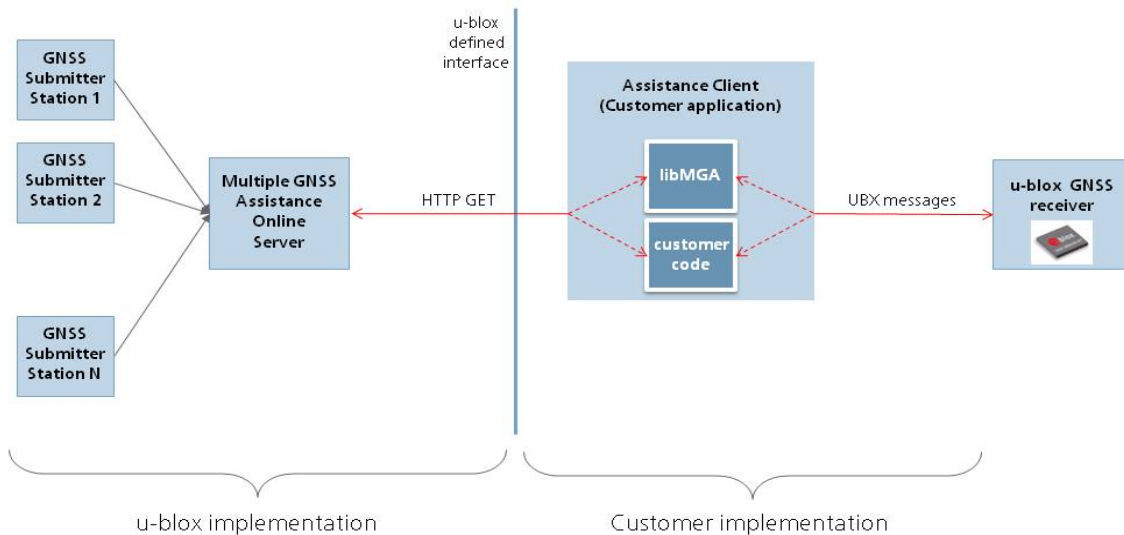 GNSS
Submitter
Station 1
GNSS
Submitter
Station 2
GNSS
Submitter
Station N
Multiple GNSS
Assistance
Online
Server
u-blox
defined
interface
HTTP GET
Assistance Client
(Customer application)
libMGA
customer
code
UBX messages
u-blox GNSS
receiver
u-blox implementation
Customer implementation